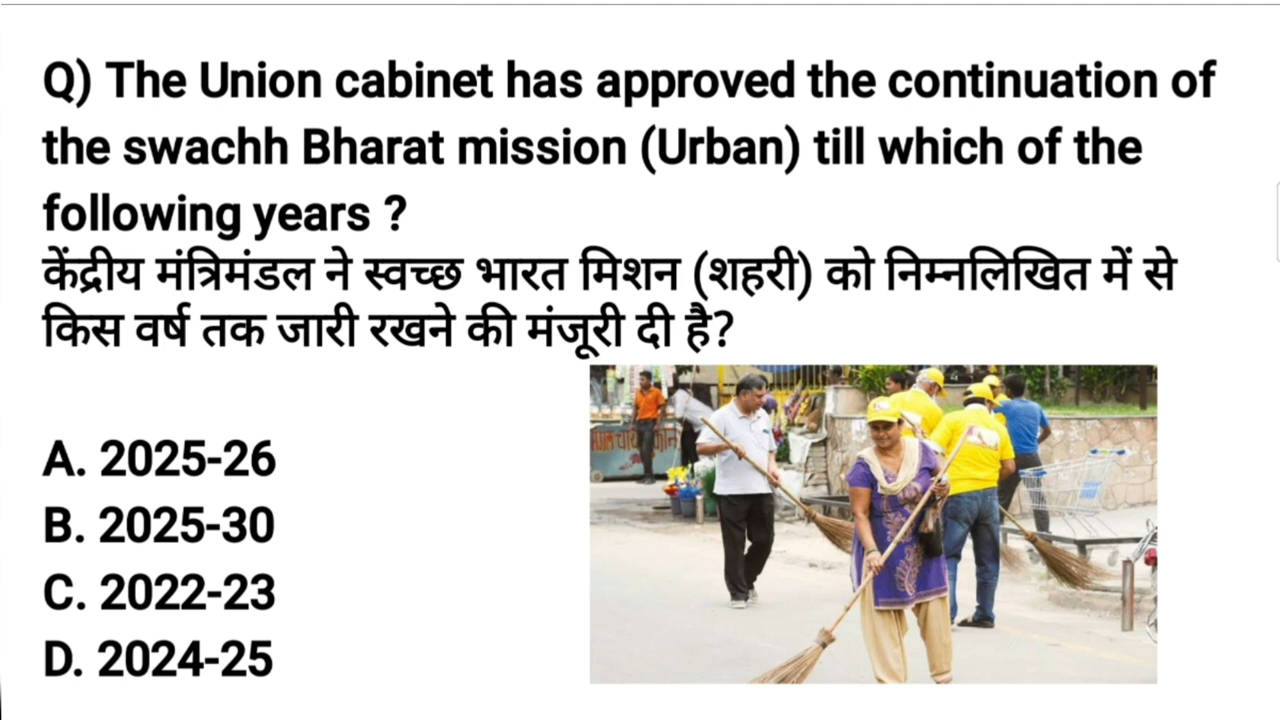 Q) The Union cabinet has approved the continuation of
the swachh Bharat mission (Urban) till which of the
following years ?
केंद्रीय मंत्रिमंडल ने स्वच्छ भारत मिशन (शहरी) को निम्नलिखित में से
किस वर्ष तक जारी रखने की मंजूरी दी है?
A. 2025-26
B. 2025-30
C. 2022-23
D. 2024-25